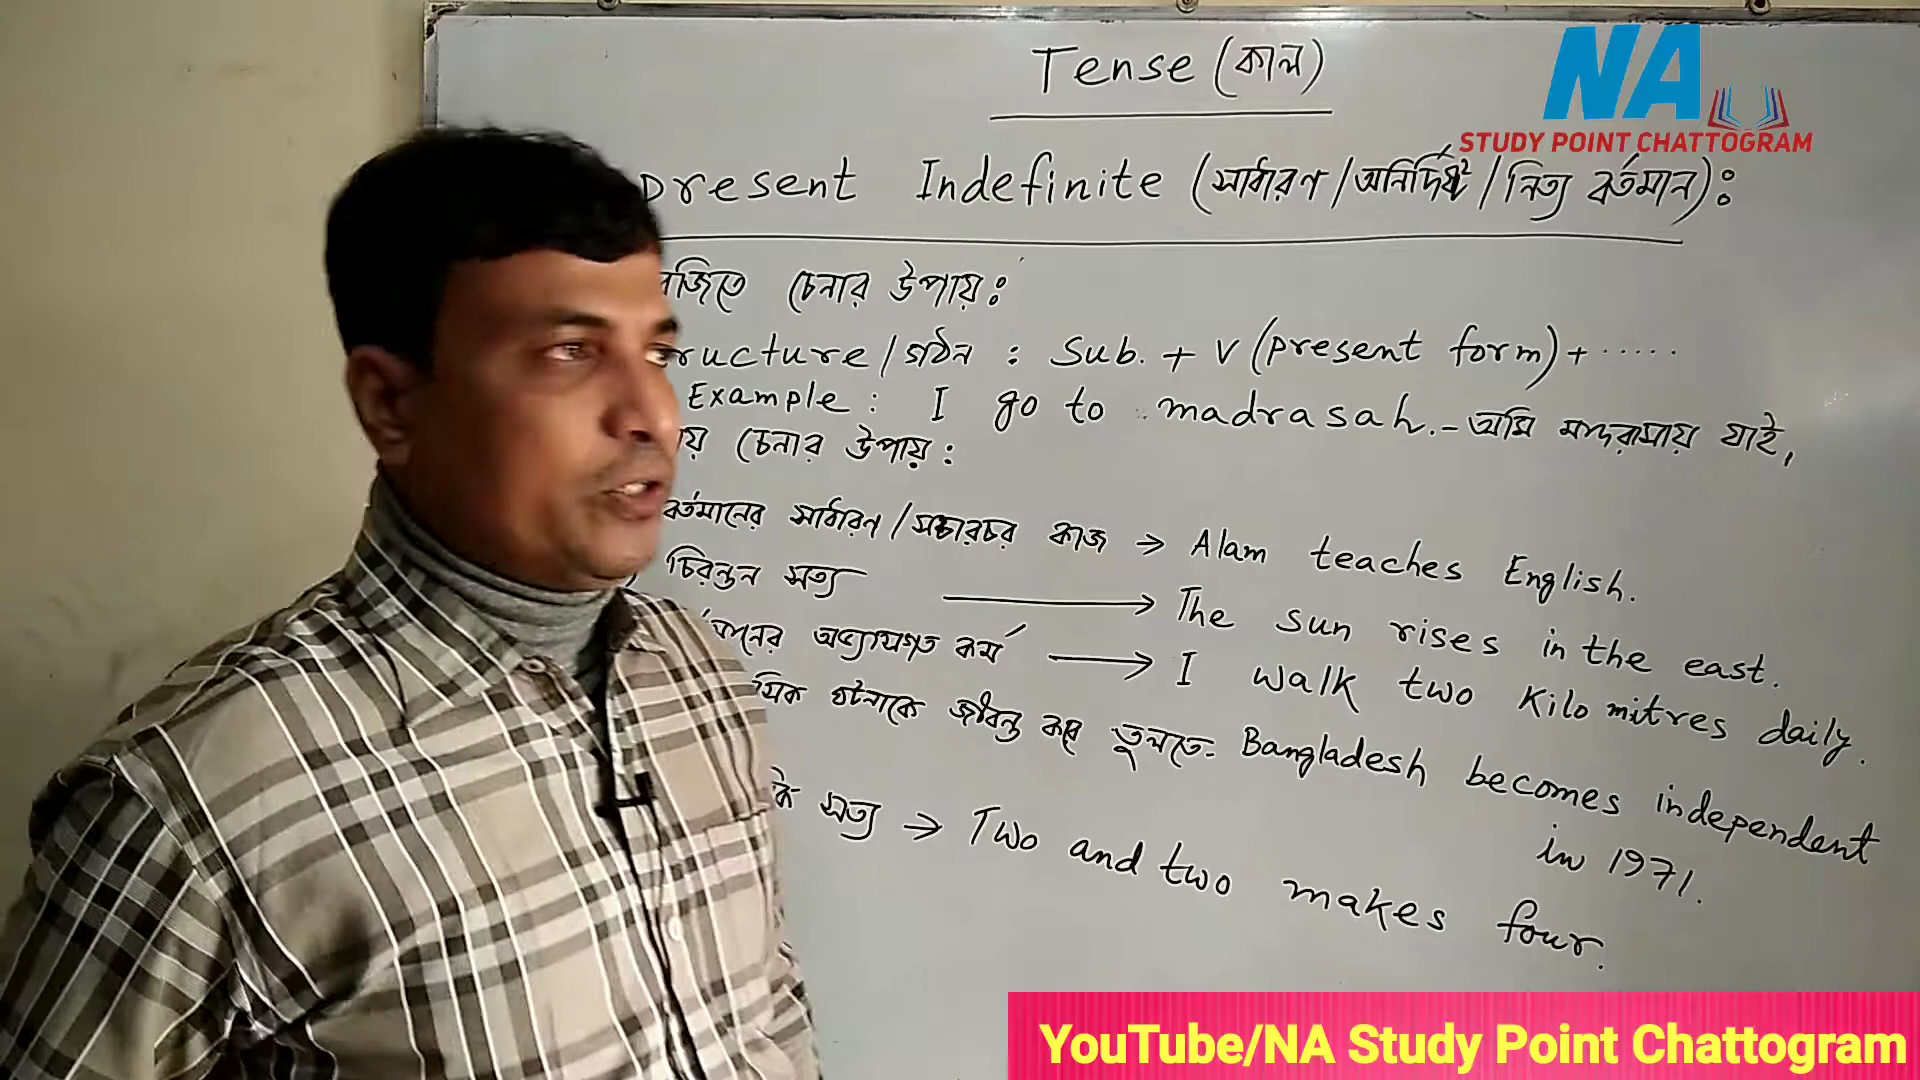 Tense (কাল)
NA
STUDY POINT CHATTOGRAM
present Indefinite (সাধারণ/অনির্দিষ্ট/নিত্য বর্তমান):
চেনার উপায়:
ructure/গঠন : Sub. + V (present form) + ......
Example: I go to madrasah. - আমি মাদরাসায় যাই,
য় চেনার উপায় :
বর্তমানের সাধারণ/সচারচর কাজ → Alam teaches English.
চিরন্তন সত্য → The sun rises in the east.
মানের অভ্যাসগত কর্ম → I walk two Kilo mitres daily.
ঘটনাকে জীবন্ত করে তুলতে - Bangladesh becomes independent
in 1971.
সত্য → Two and two makes four.
YouTube/NA Study Point Chattogram